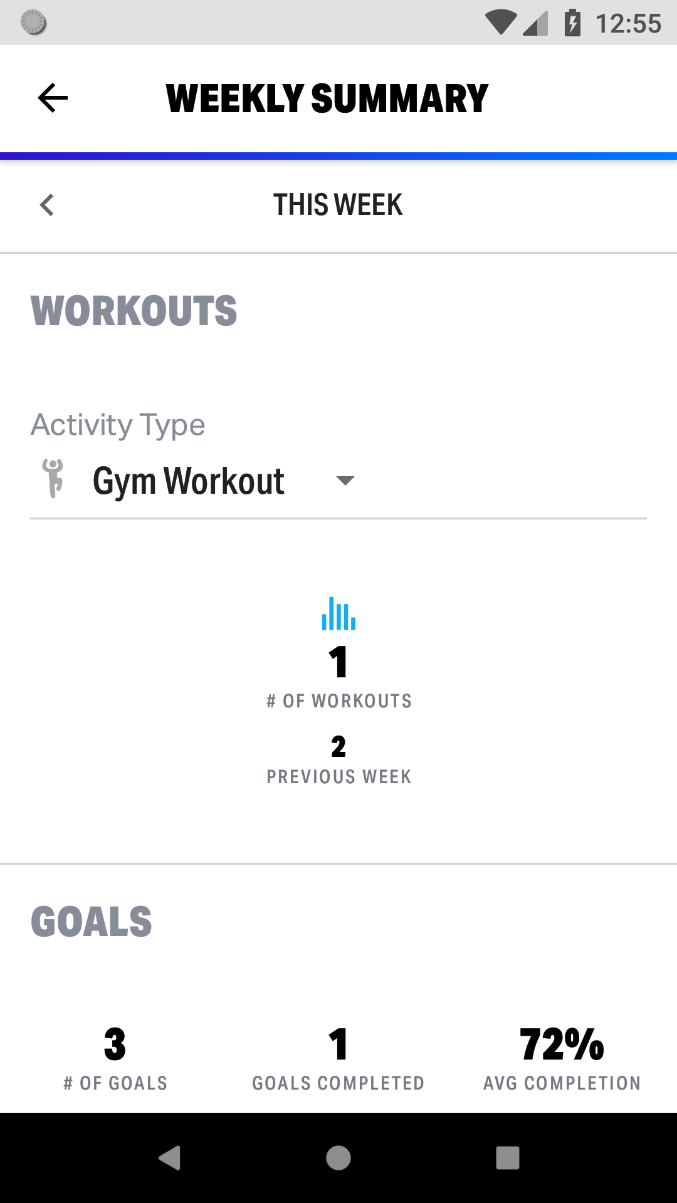 12:55
WEEKLY SUMMARY
THIS WEEK
WORKOUTS
Activity Type
Gym Workout
1
# OF WORKOUTS
2
PREVIOUS WEEK
GOALS
3 1 72%
# OF GOALS GOALS COMPLETED AVG COMPLETION